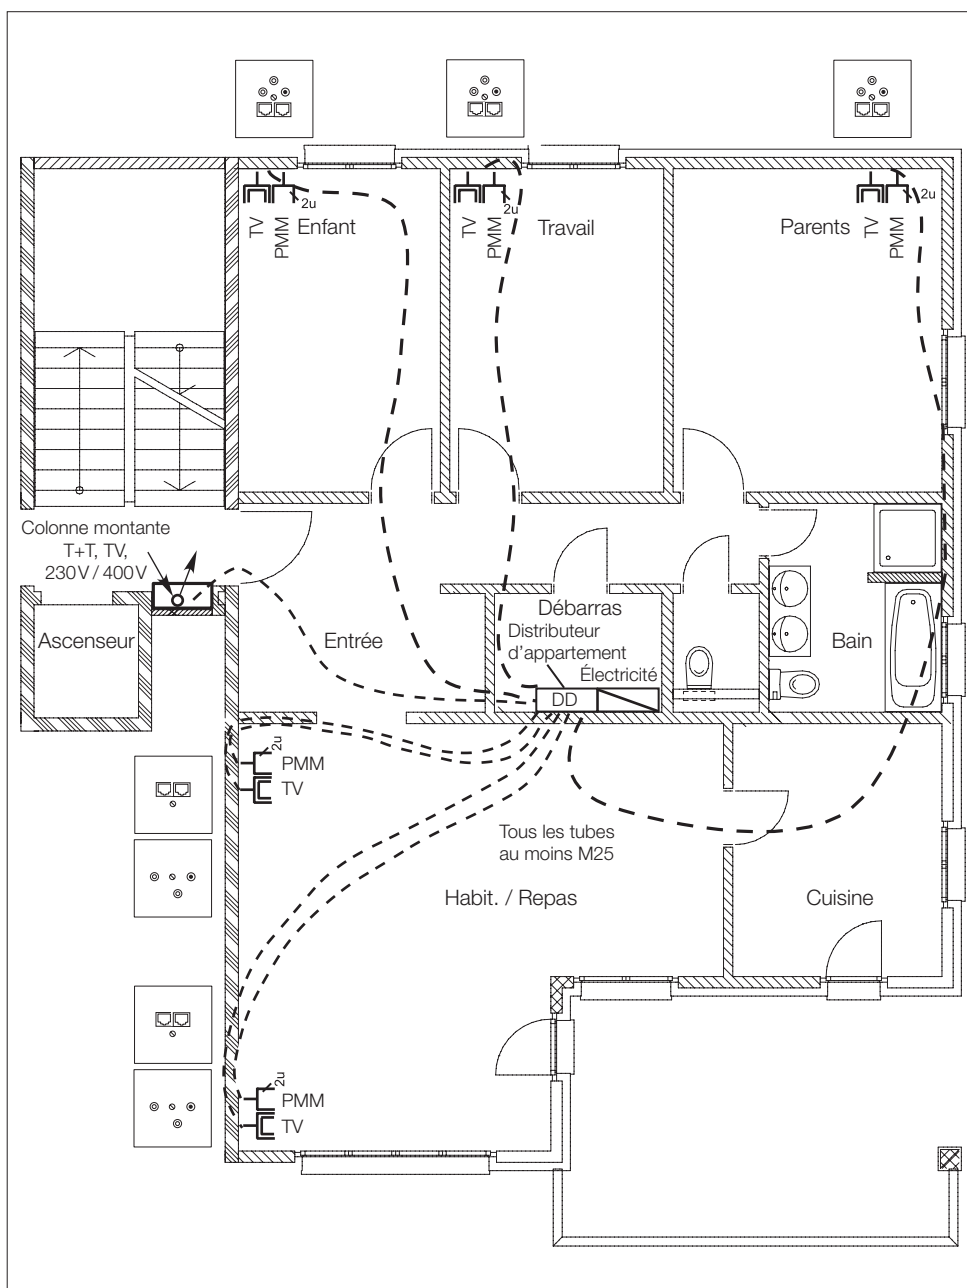 2u
TV
PMM
Enfant
2u
TV
PMM
Travail
Parents
TV
PMM
2u
Colonne montante
T+T, TV,
230 V / 400 V
Ascenseur
Entrée
Débarras
Distributeur
d’appartement
Électricité
DD
Bain
2u
PMM
TV
Tous les tubes
au moins M25
Habit. / Repas
Cuisine
2u
PMM
TV